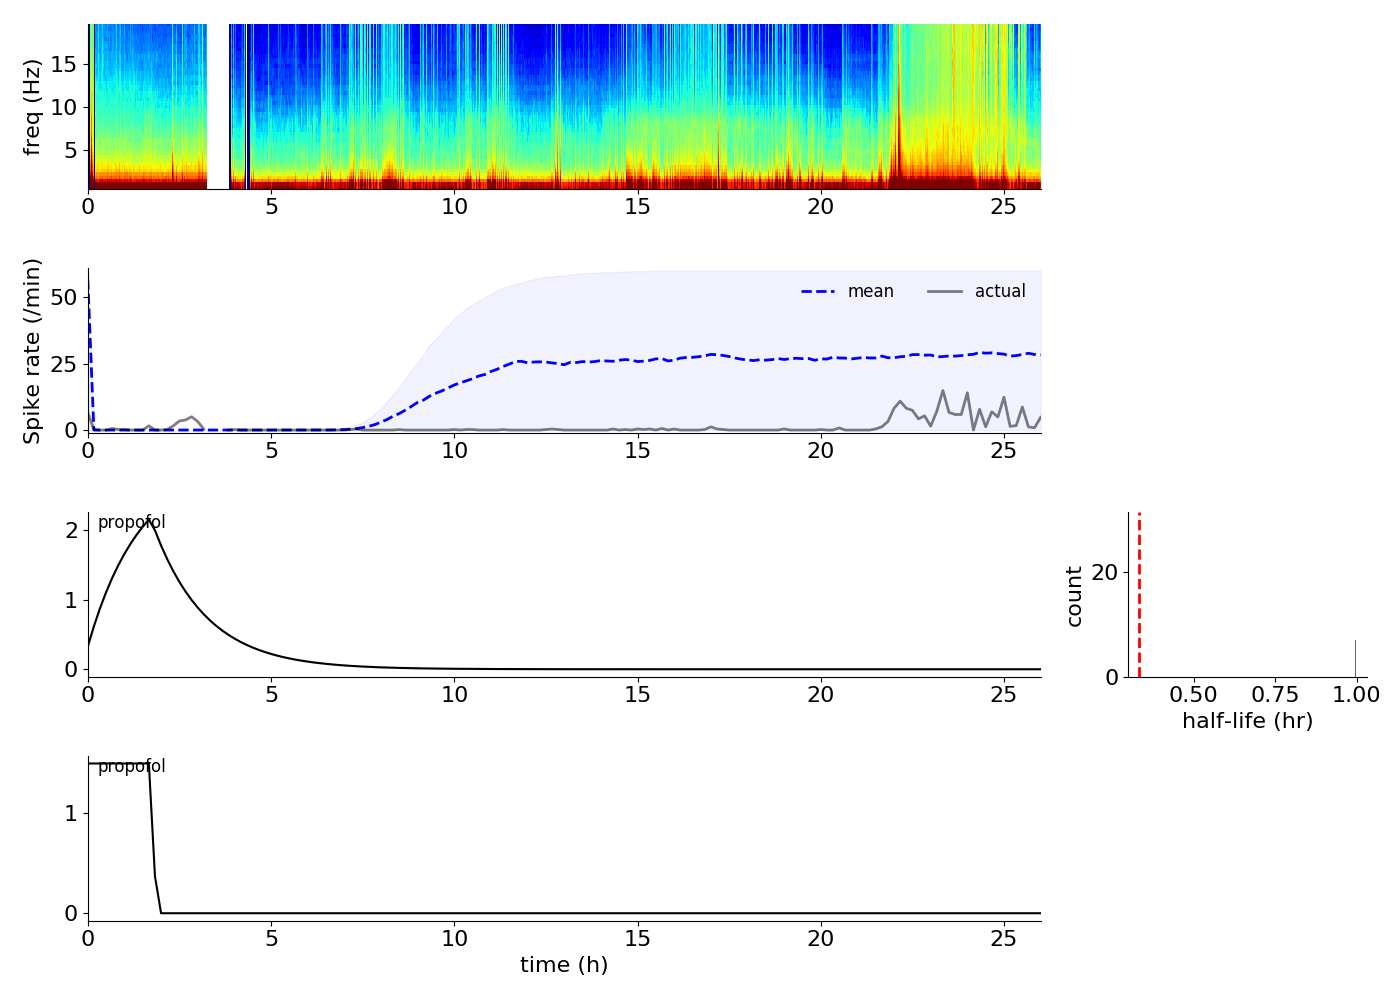 freq (Hz)
15
10
5
0 5 10 15 20 25
Spike rate (/min)
50
25
0
mean actual
0 5 10 15 20 25
propofol
2
1
0
0 5 10 15 20 25
count
20
0
0.50 0.75 1.00
half-life (hr)
propofol
1
0
0 5 10 15 20 25
time (h)